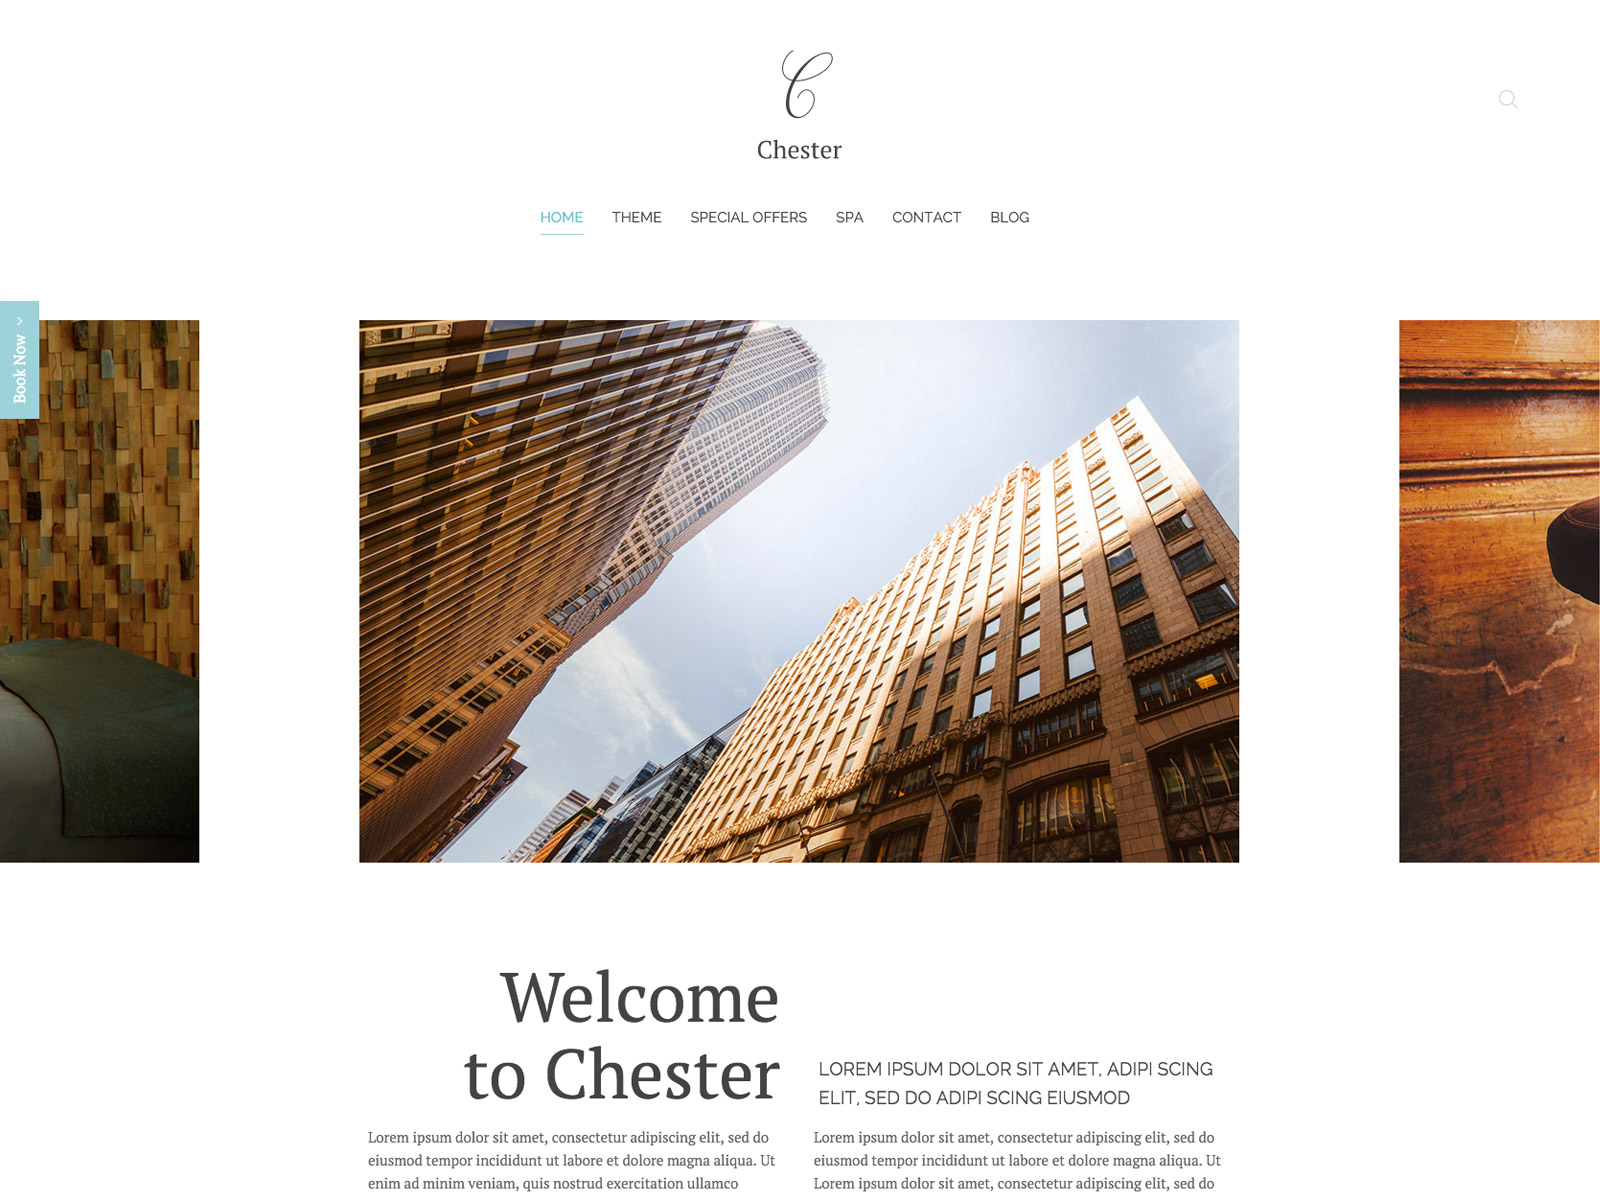 C
Chester
HOME THEME SPECIAL OFFERS SPA CONTACT BLOG
Book Now
Welcome
to Chester
LOREM IPSUM DOLOR SIT AMET, ADIPI SCING
ELIT, SED DO ADIPI SCING EIUSMOD
Lorem ipsum dolor sit amet, consectetur adipiscing elit, sed do
eiusmod tempor incididunt ut labore et dolore magna aliqua. Ut
enim ad minim veniam, quis nostrud exercitation ullamco
Lorem ipsum dolor sit amet, consectetur adipiscing elit, sed do
eiusmod tempor incididunt ut labore et dolore magna aliqua. Ut
Lorem ipsum dolor sit amet, consectetur adipiscing elit, sed do